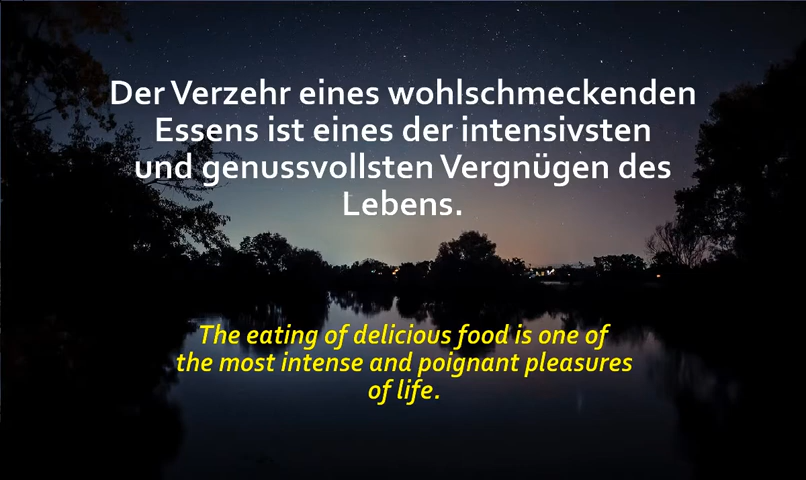 Der Verzehr eines wohlschmeckenden
Essens ist eines der intensivsten
und genussvollsten Vergnügen des
Lebens.
The eating of delicious food is one of
the most intense and poignant pleasures
of life.